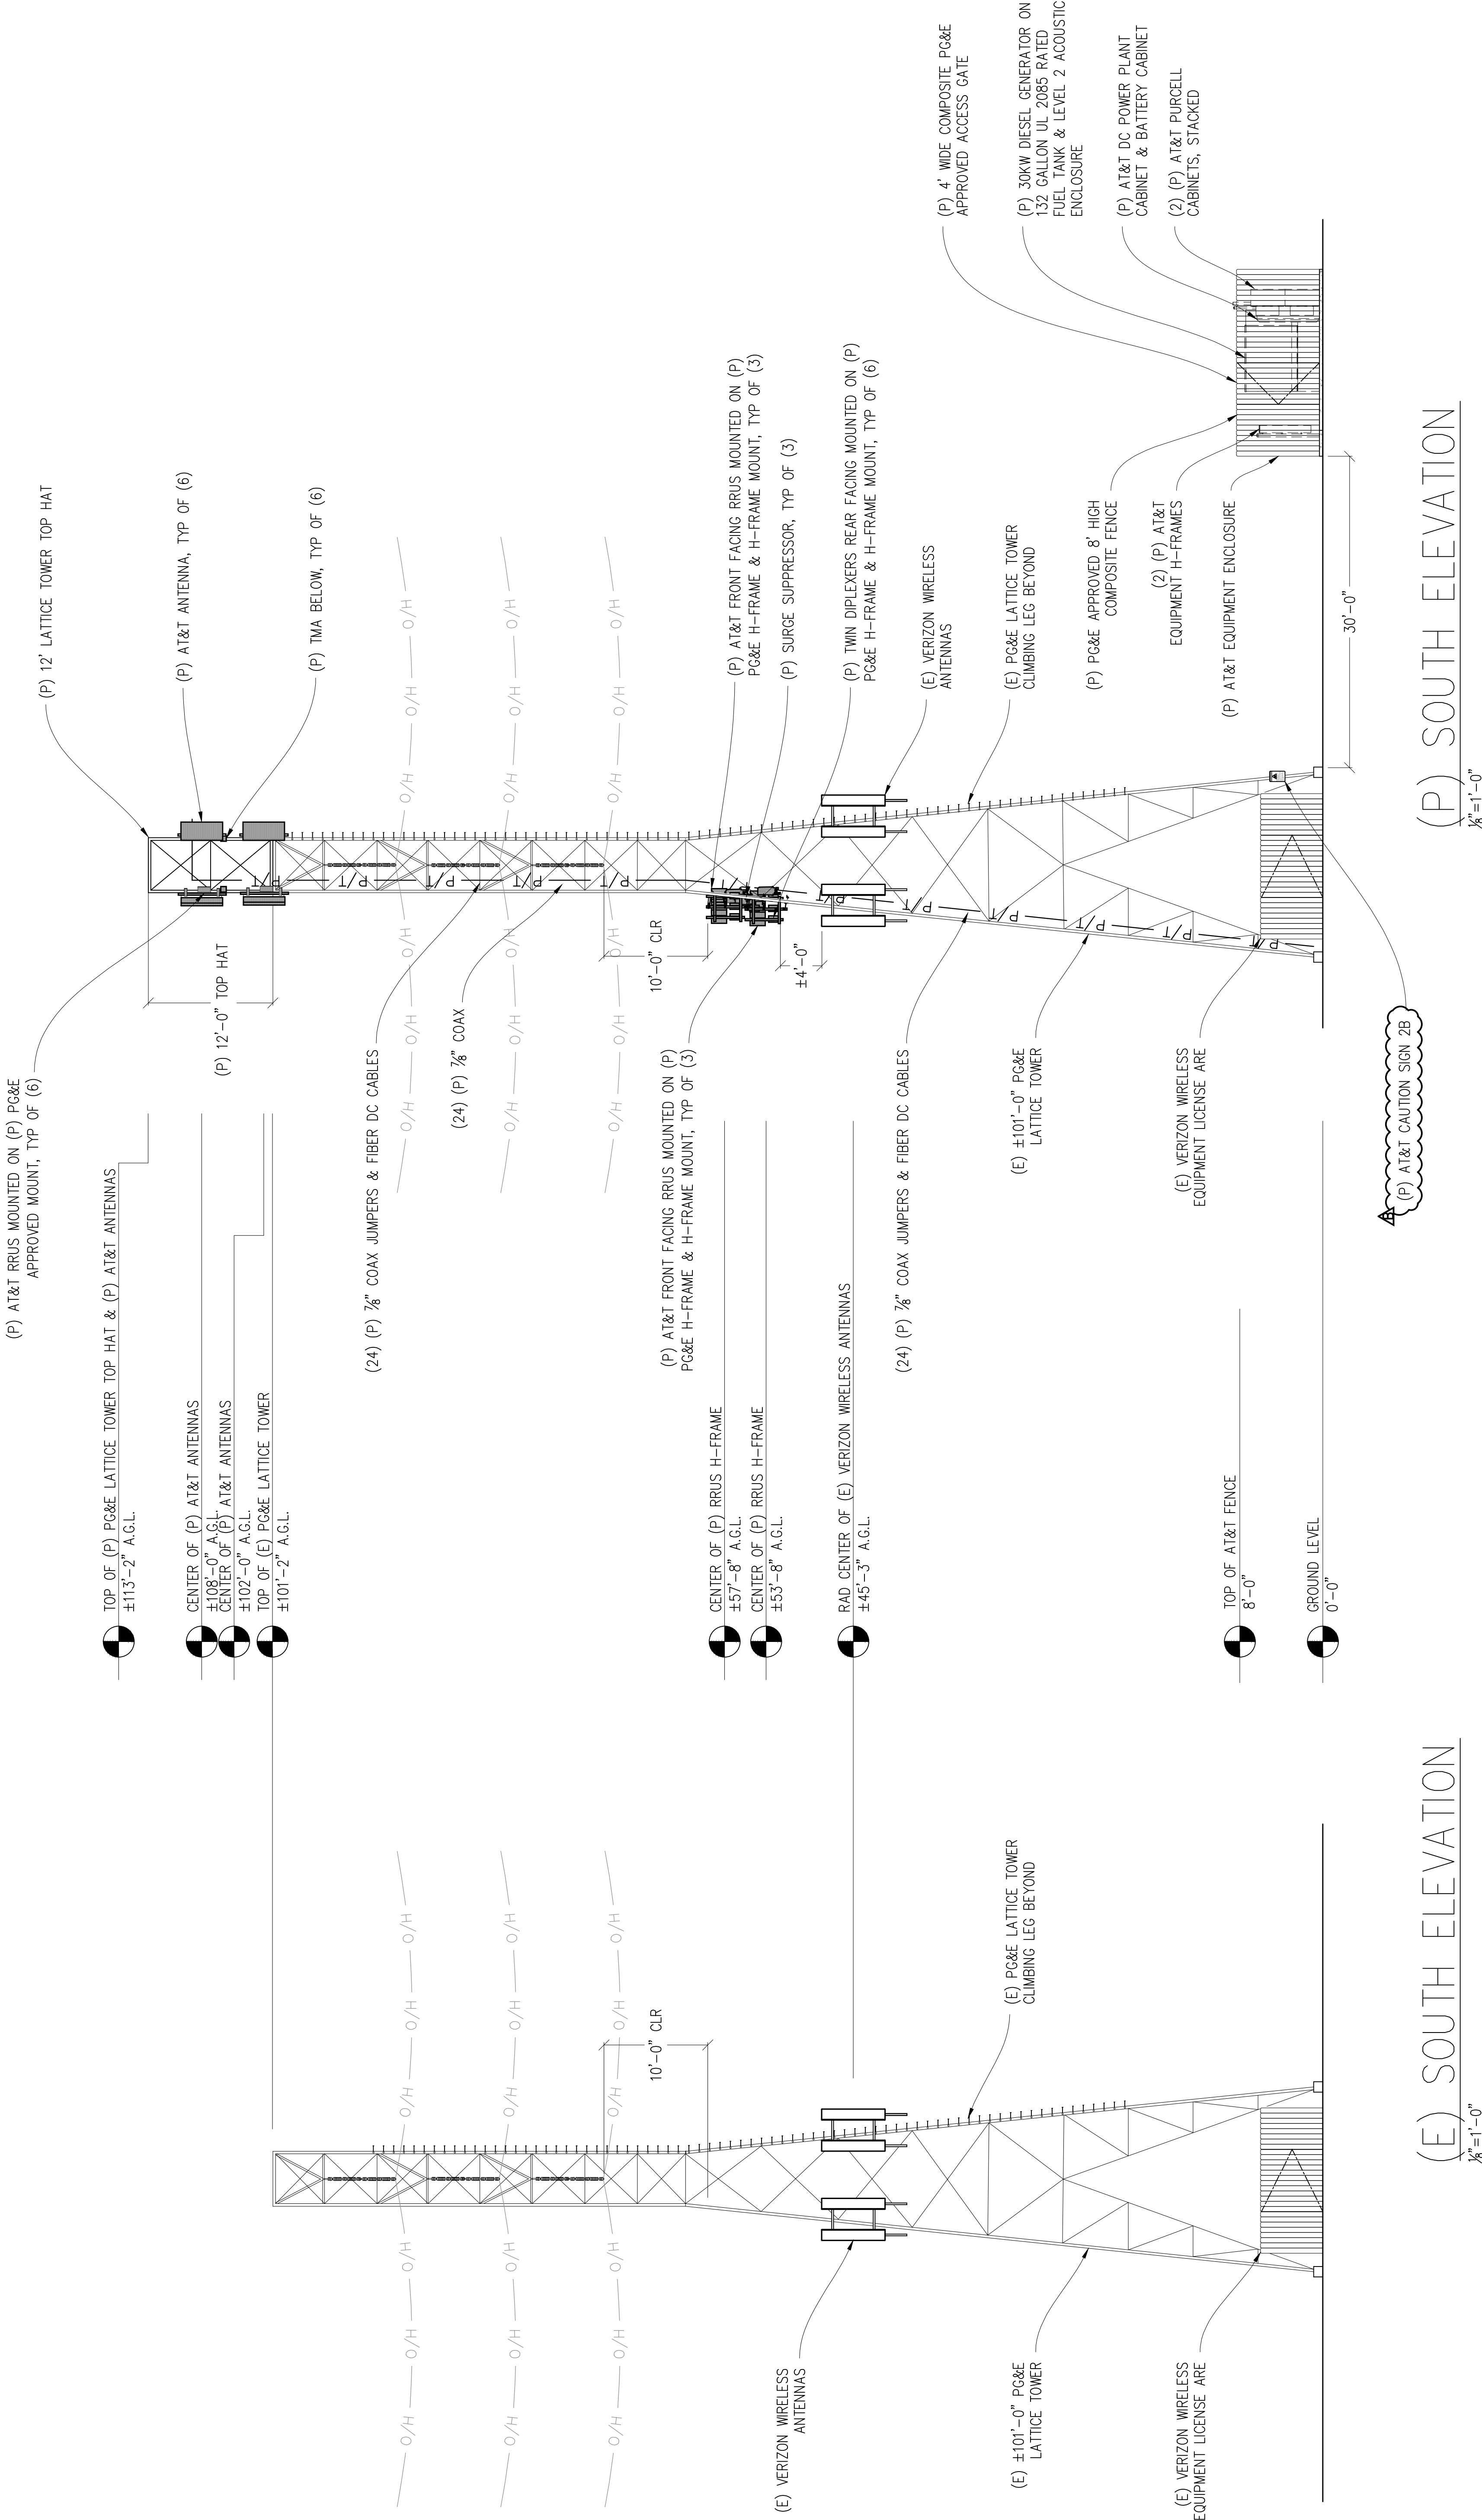 (P) AT&T RRUS MOUNTED ON (P) PG&E
APPROVED MOUNT, TYP OF (6)
(P) 12' LATTICE TOWER TOP HAT
(P) AT&T ANTENNA, TYP OF (6)
(P) TMA BELOW, TYP OF (6)
(P) 12'-0" TOP HAT
TOP OF (P) PG&E LATTICE TOWER TOP HAT & (P) AT&T ANTENNAS
±113'-2" A.G.L.
CENTER OF (P) AT&T ANTENNAS
±108'-0" A.G.L.
CENTER OF (P) AT&T ANTENNAS
±102'-0" A.G.L.
TOP OF (E) PG&E LATTICE TOWER
±101'-2" A.G.L.
CENTER OF (P) RRUS H-FRAME
±57'-8" A.G.L.
CENTER OF (P) RRUS H-FRAME
±53'-8" A.G.L.
RAD CENTER OF (E) VERIZON WIRELESS ANTENNAS
±45'-3" A.G.L.
TOP OF AT&T FENCE
8'-0"
GROUND LEVEL
0'-0"
(24) (P) ⅞" COAX JUMPERS & FIBER DC CABLES
(24) (P) ⅞" COAX
(P) AT&T FRONT FACING RRUS MOUNTED ON (P)
PG&E H-FRAME & H-FRAME MOUNT, TYP OF (3)
(24) (P) ⅞" COAX JUMPERS & FIBER DC CABLES
(E) ±101'-0" PG&E
LATTICE TOWER
(E) VERIZON WIRELESS
EQUIPMENT LICENSE ARE
B
(P) AT&T CAUTION SIGN 2B
O/H O/H O/H O/H O/H O/H
O/H O/H O/H O/H O/H O/H
O/H O/H O/H O/H O/H O/H
P/T P/T P/T P/T P/T P/T P/T P/T P/T P/T P/T P/T
10'-0" CLR
±4'-0"
(P) AT&T FRONT FACING RRUS MOUNTED ON (P)
PG&E H-FRAME & H-FRAME MOUNT, TYP OF (3)
(P) SURGE SUPPRESSOR, TYP OF (3)
(P) TWIN DIPLEXERS REAR FACING MOUNTED ON (P)
PG&E H-FRAME & H-FRAME MOUNT, TYP OF (6)
(E) VERIZON WIRELESS
ANTENNAS
(E) PG&E LATTICE TOWER
CLIMBING LEG BEYOND
(P) PG&E APPROVED 8' HIGH
COMPOSITE FENCE
(2) (P) AT&T
EQUIPMENT H-FRAMES
(P) AT&T EQUIPMENT ENCLOSURE
30'-0"
(P) 4' WIDE COMPOSITE PG&E
APPROVED ACCESS GATE
(P) 30KW DIESEL GENERATOR ON
132 GALLON UL 2085 RATED
FUEL TANK & LEVEL 2 ACOUSTIC
ENCLOSURE
(P) AT&T DC POWER PLANT
CABINET & BATTERY CABINET
(2) (P) AT&T PURCELL
CABINETS, STACKED
(P) SOUTH ELEVATION
⅛"=1'-0"
O/H O/H O/H O/H O/H O/H
O/H O/H O/H O/H O/H O/H
O/H O/H O/H O/H O/H O/H
10'-0" CLR
(E) VERIZON WIRELESS
ANTENNAS
(E) ±101'-0" PG&E
LATTICE TOWER
(E) VERIZON WIRELESS
EQUIPMENT LICENSE ARE
(E) PG&E LATTICE TOWER
CLIMBING LEG BEYOND
(E) SOUTH ELEVATION
⅛"=1'-0"